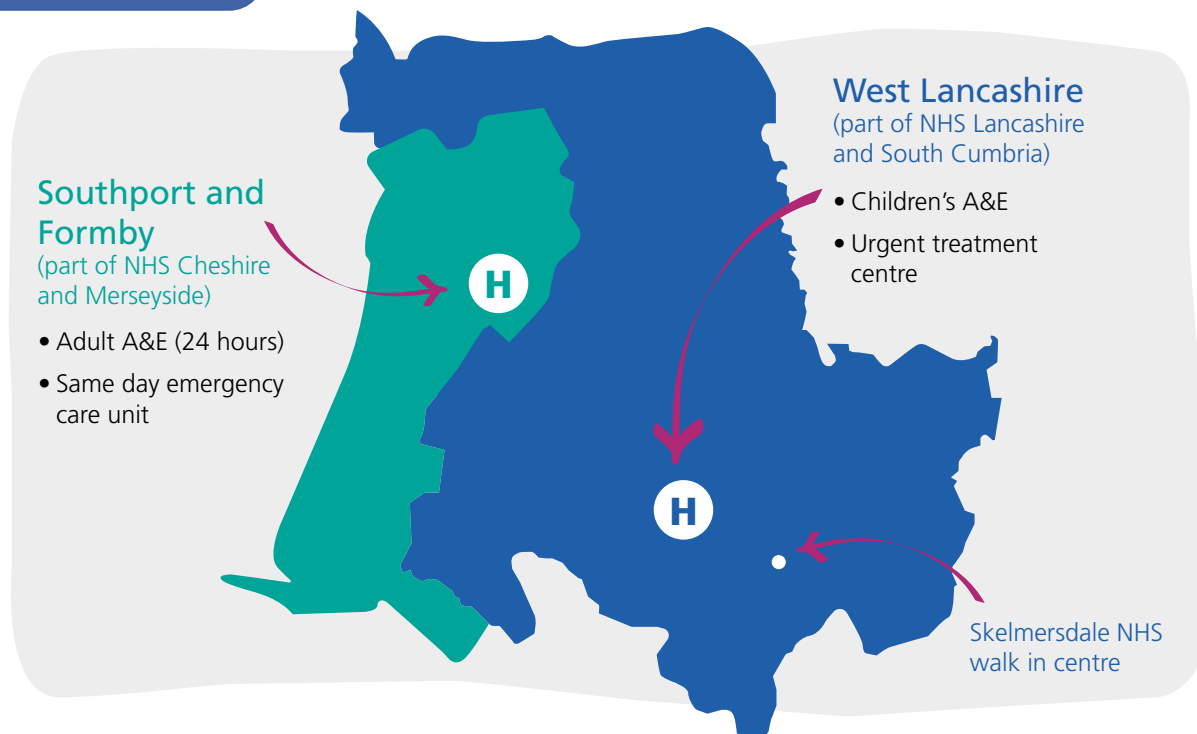 Southport and
Formby
(part of NHS Cheshire
and Merseyside)
• Adult A&E (24 hours)
• Same day emergency
care unit
H
West Lancashire
(part of NHS Lancashire
and South Cumbria)
• Children's A&E
• Urgent treatment
centre
H
Skelmersdale NHS
walk in centre